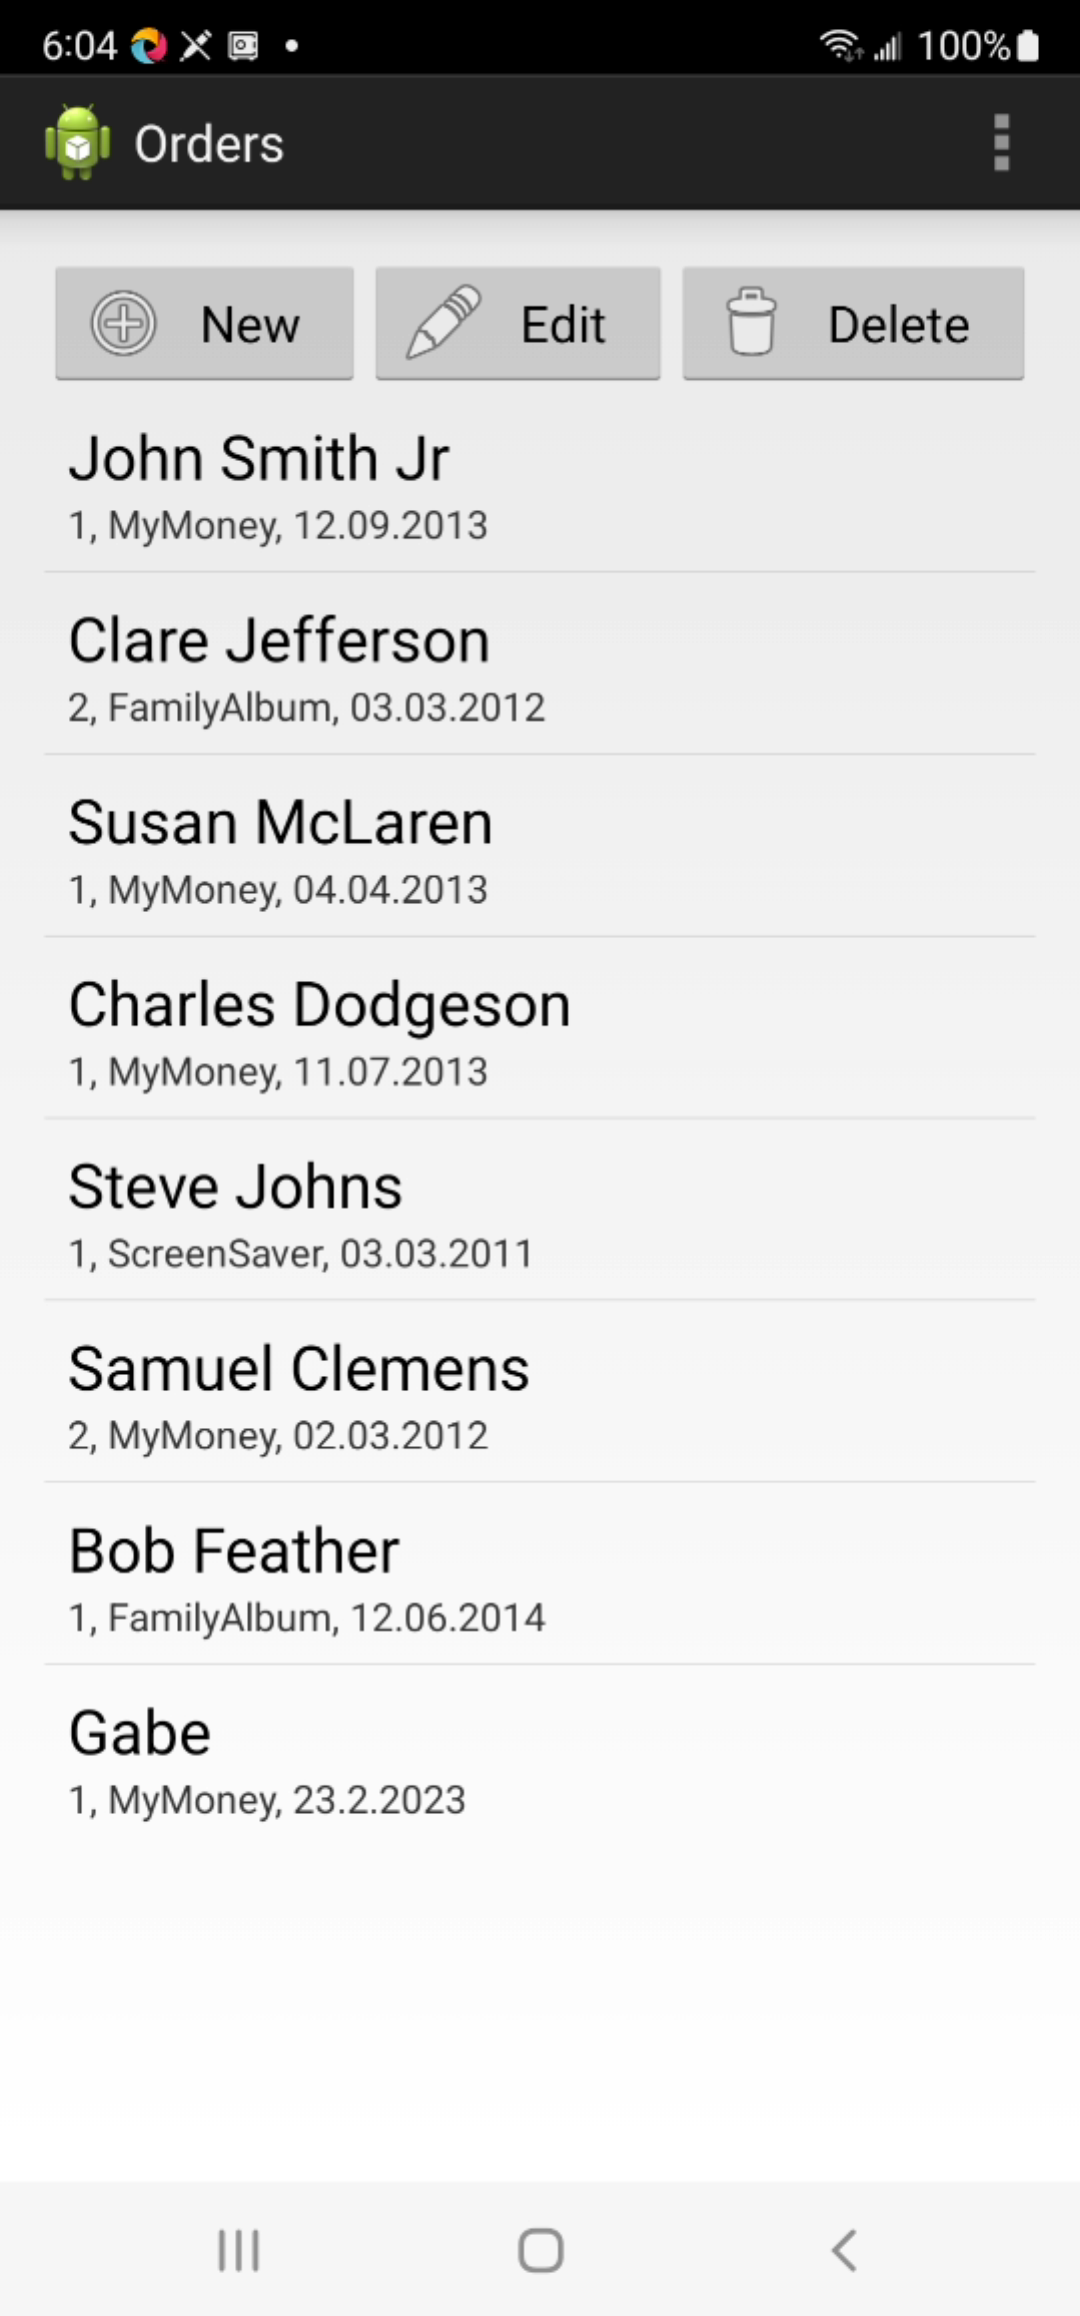 6:04 100%
Orders
New Edit Delete
John Smith Jr
1, MyMoney, 12.09.2013
Clare Jefferson
2, FamilyAlbum, 03.03.2012
Susan McLaren
1, MyMoney, 04.04.2013
Charles Dodgeson
1, MyMoney, 11.07.2013
Steve Johns
1, ScreenSaver, 03.03.2011
Samuel Clemens
2, MyMoney, 02.03.2012
Bob Feather
1, FamilyAlbum, 12.06.2014
Gabe
1, MyMoney, 23.2.2023